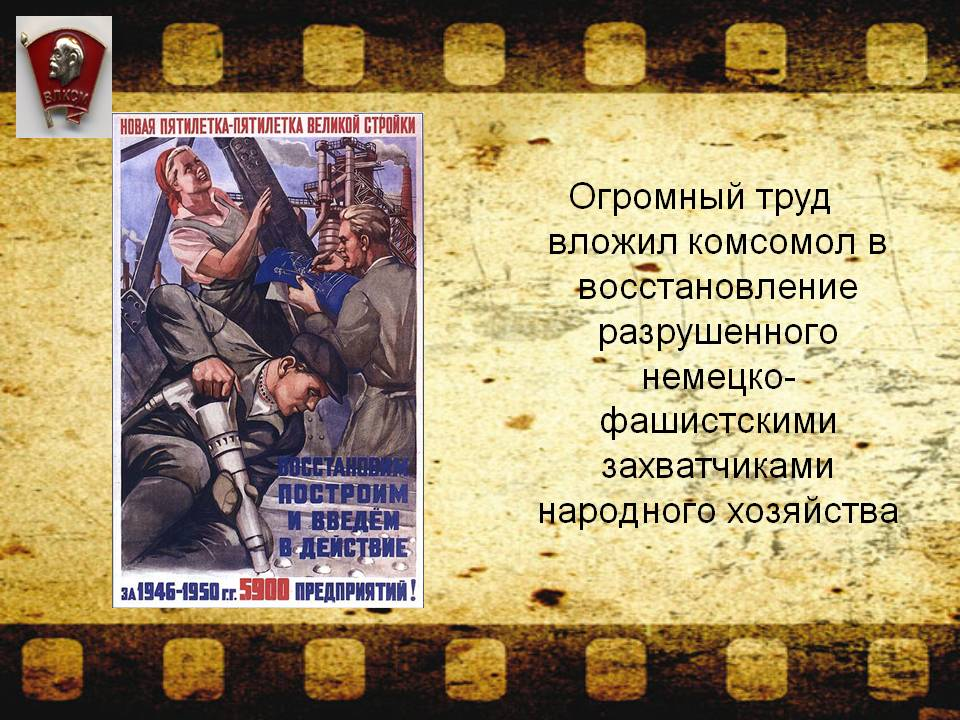 ВЛКСМ
НОВАЯ ПЯТИЛЕТКА-ПЯТИЛЕТКА ВЕЛИКОЙ СТРОЙКИ
ВОССТАНОВИМ
ПОСТРОИМ
И ВВЕДЁМ
В ДЕЙСТВИЕ
ЗА 1946-1950 г.г. 5900 ПРЕДПРИЯТИЙ!
Огромный труд
вложил комсомол в
восстановление
разрушенного
немецко-
фашистскими
захватчиками
народного хозяйства